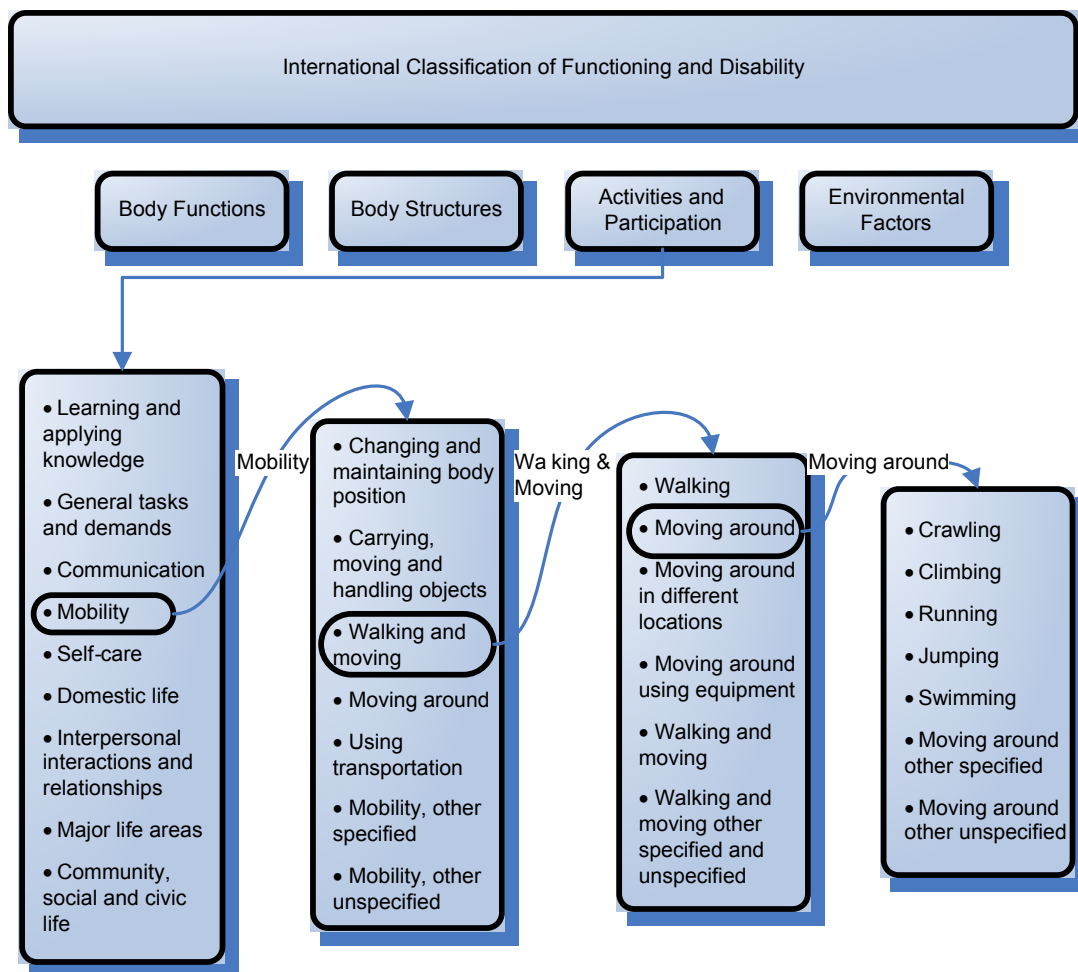 International Classification of Functioning and Disability
Body Functions
Body Structures
Activities and
Participation
Environmental
Factors
• Learning and
applying
knowledge
• General tasks
and demands
• Communication
• Mobility
• Self-care
• Domestic life
• Interpersonal
interactions and
relationships
• Major life areas
• Community,
social and civic
life
Mobility
• Changing and
maintaining body
position
• Carrying,
moving and
handling objects
• Walking and
moving
• Moving around
• Using
transportation
• Mobility, other
specified
• Mobility, other
unspecified
Wa king &
Moving
• Walking
• Moving around
• Moving around
in different
locations
• Moving around
using equipment
• Walking and
moving
• Walking and
moving other
specified and
unspecified
Moving around
• Crawling
• Climbing
• Running
• Jumping
• Swimming
• Moving around
other specified
• Moving around
other unspecified